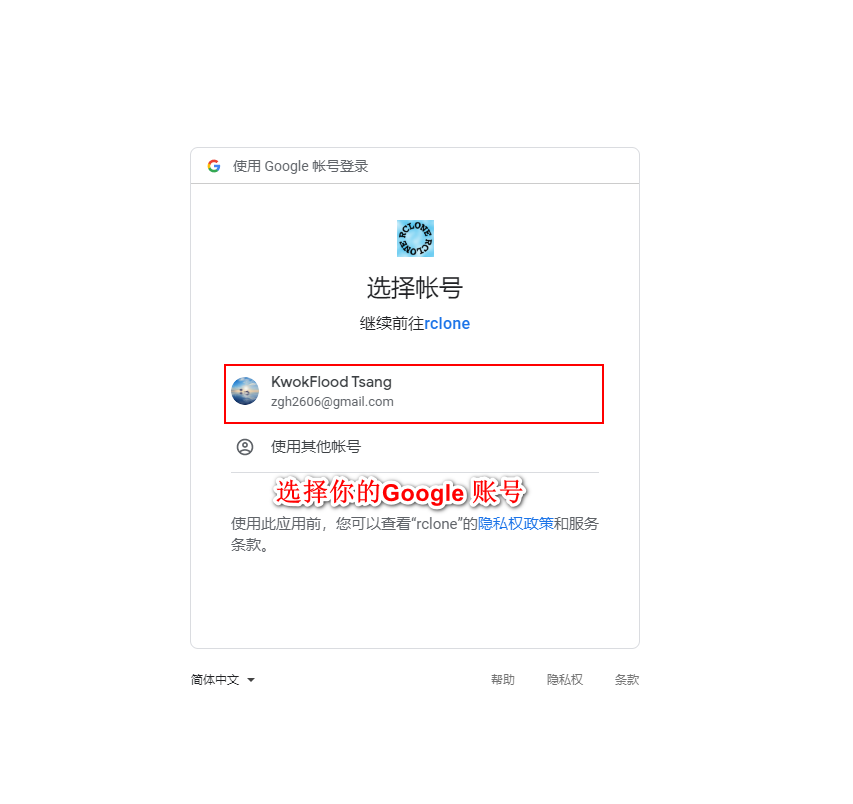 使用 Google 帐号登录
RCLONE RCLONE
选择帐号
继续前往rclone
KwokFlood Tsang
zgh2606@gmail.com
使用其他帐号
选择你的Google 账号
使用此应用前，您可以查看“rclone”的隐私权政策和服务
条款。
简体中文
帮助
隐私权
条款